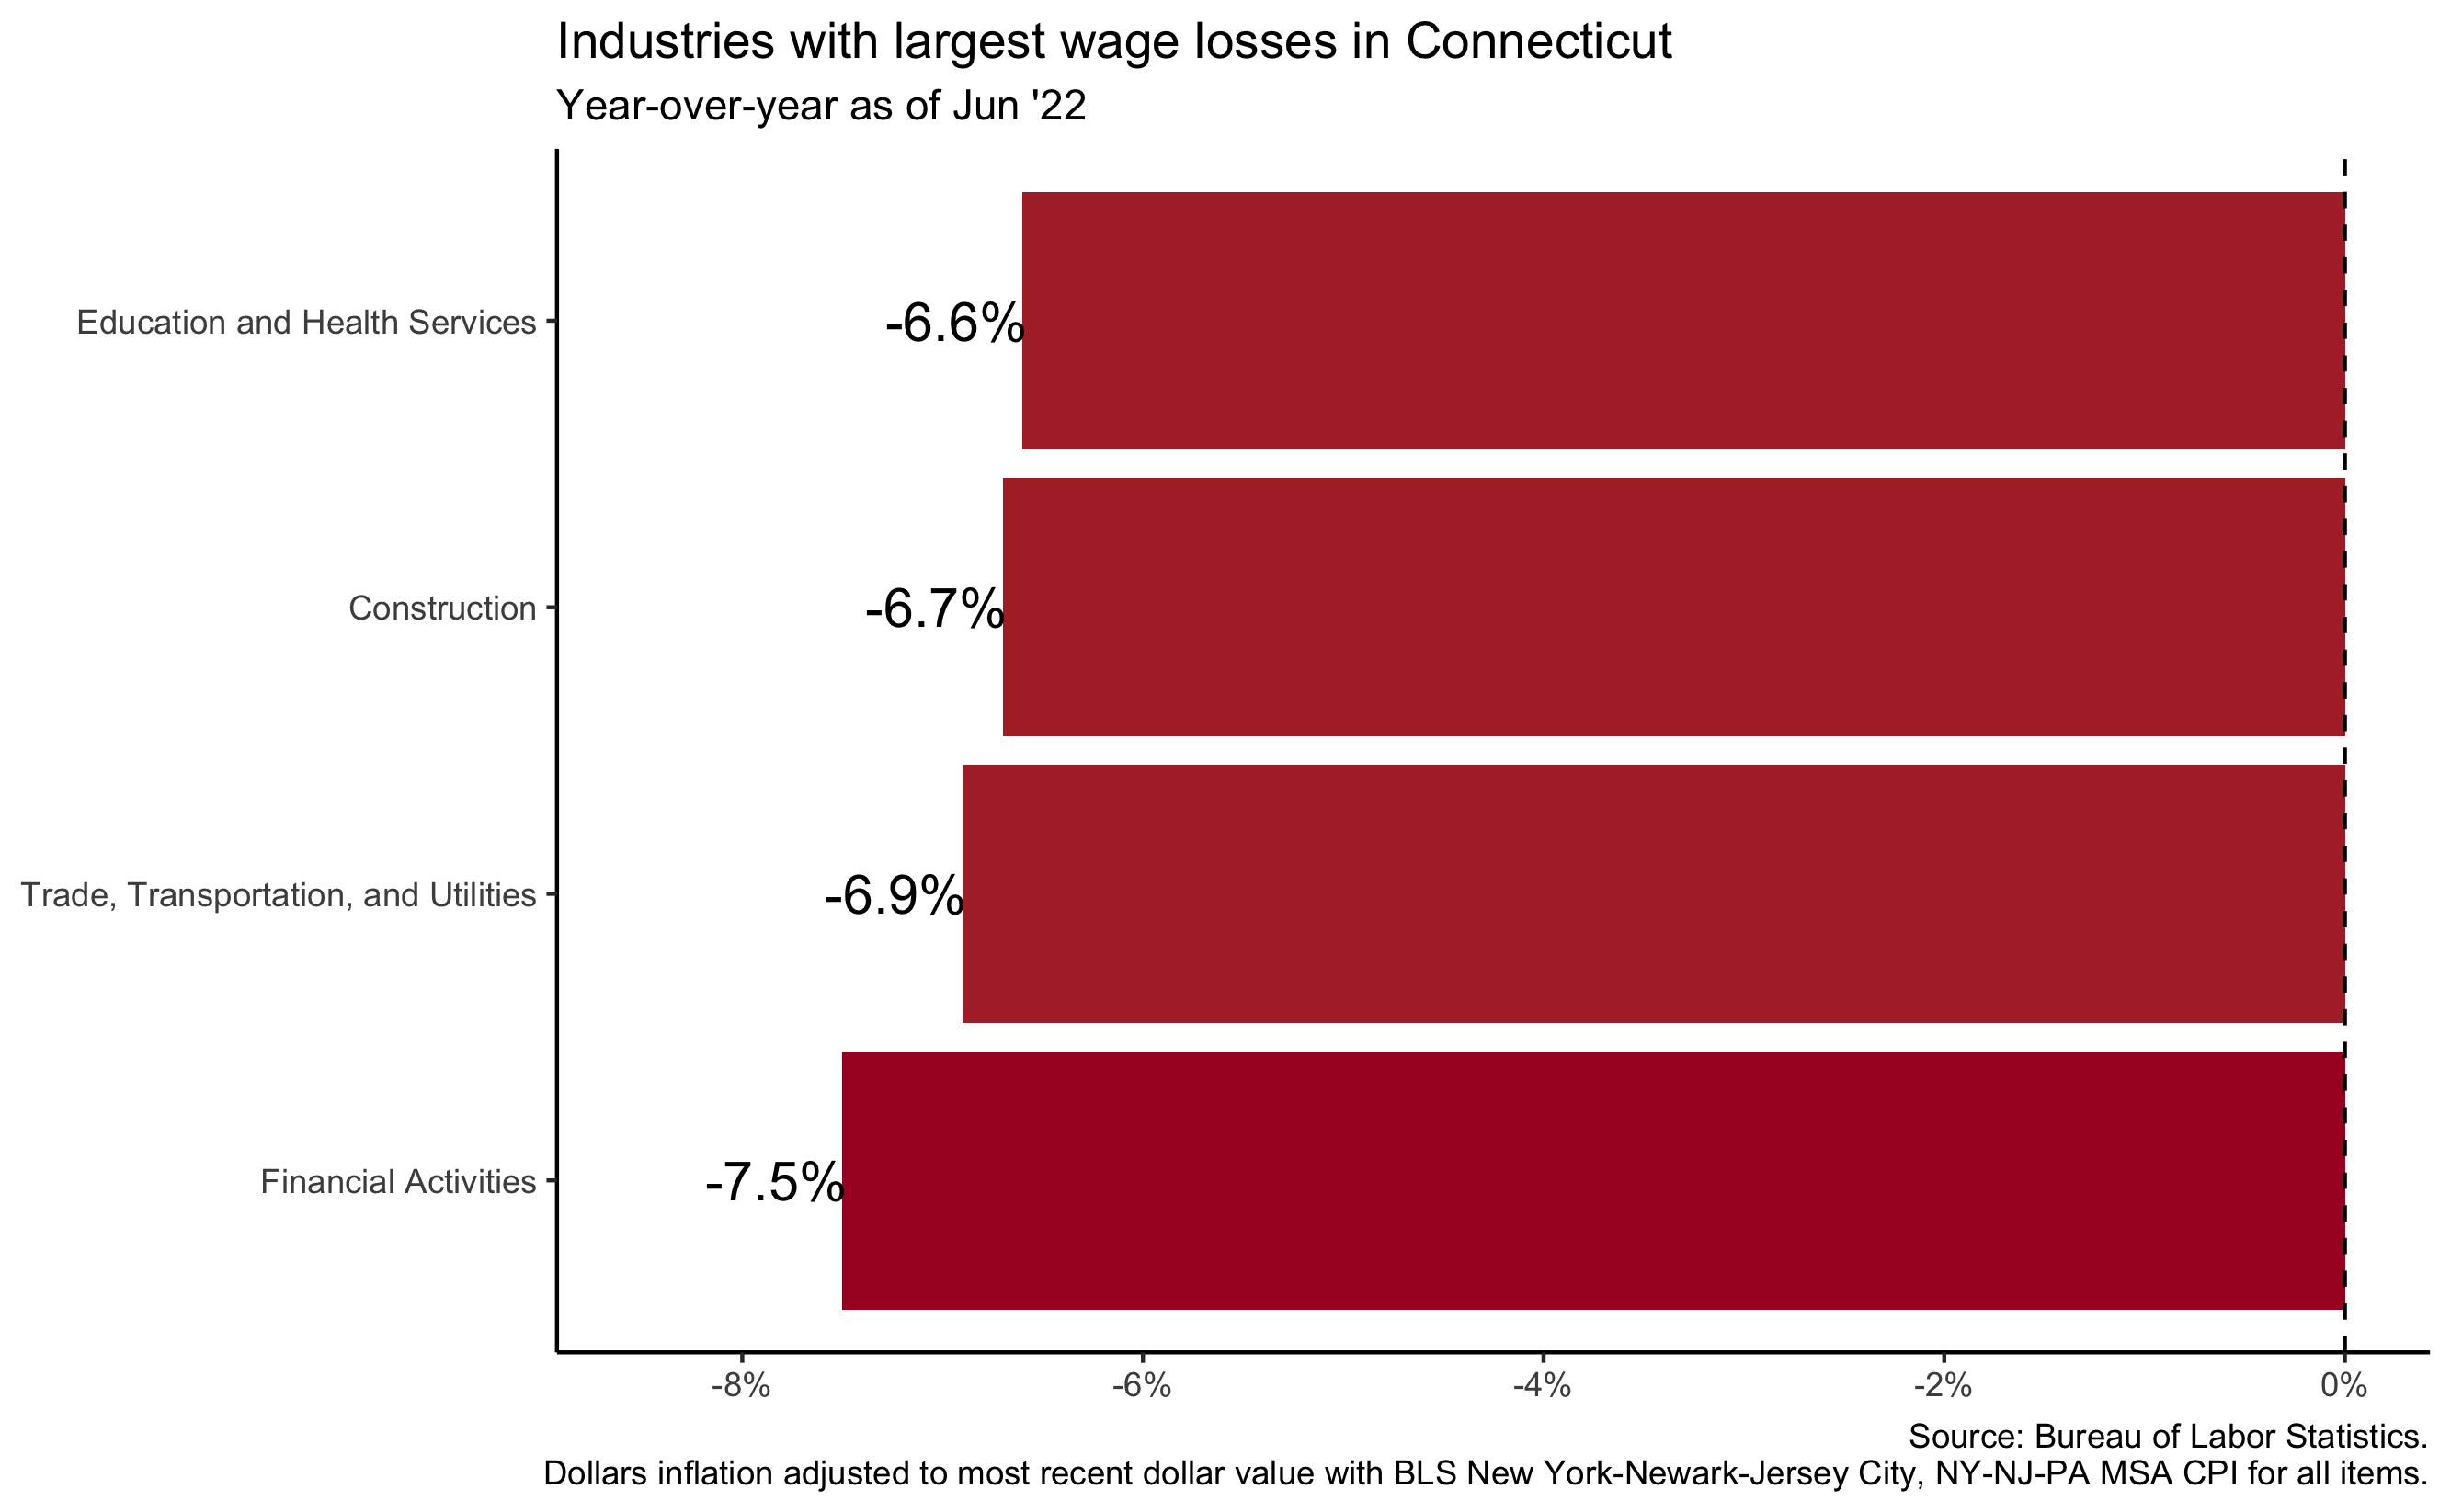 Industries with largest wage losses in Connecticut
Year-over-year as of Jun '22
Education and Health Services
-6.6%
Construction
-6.7%
Trade, Transportation, and Utilities
-6.9%
Financial Activities
-7.5%
-8%
-6%
-4%
-2%
0%
Source: Bureau of Labor Statistics.
Dollars inflation adjusted to most recent dollar value with BLS New York-Newark-Jersey City, NY-NJ-PA MSA CPI for all items.